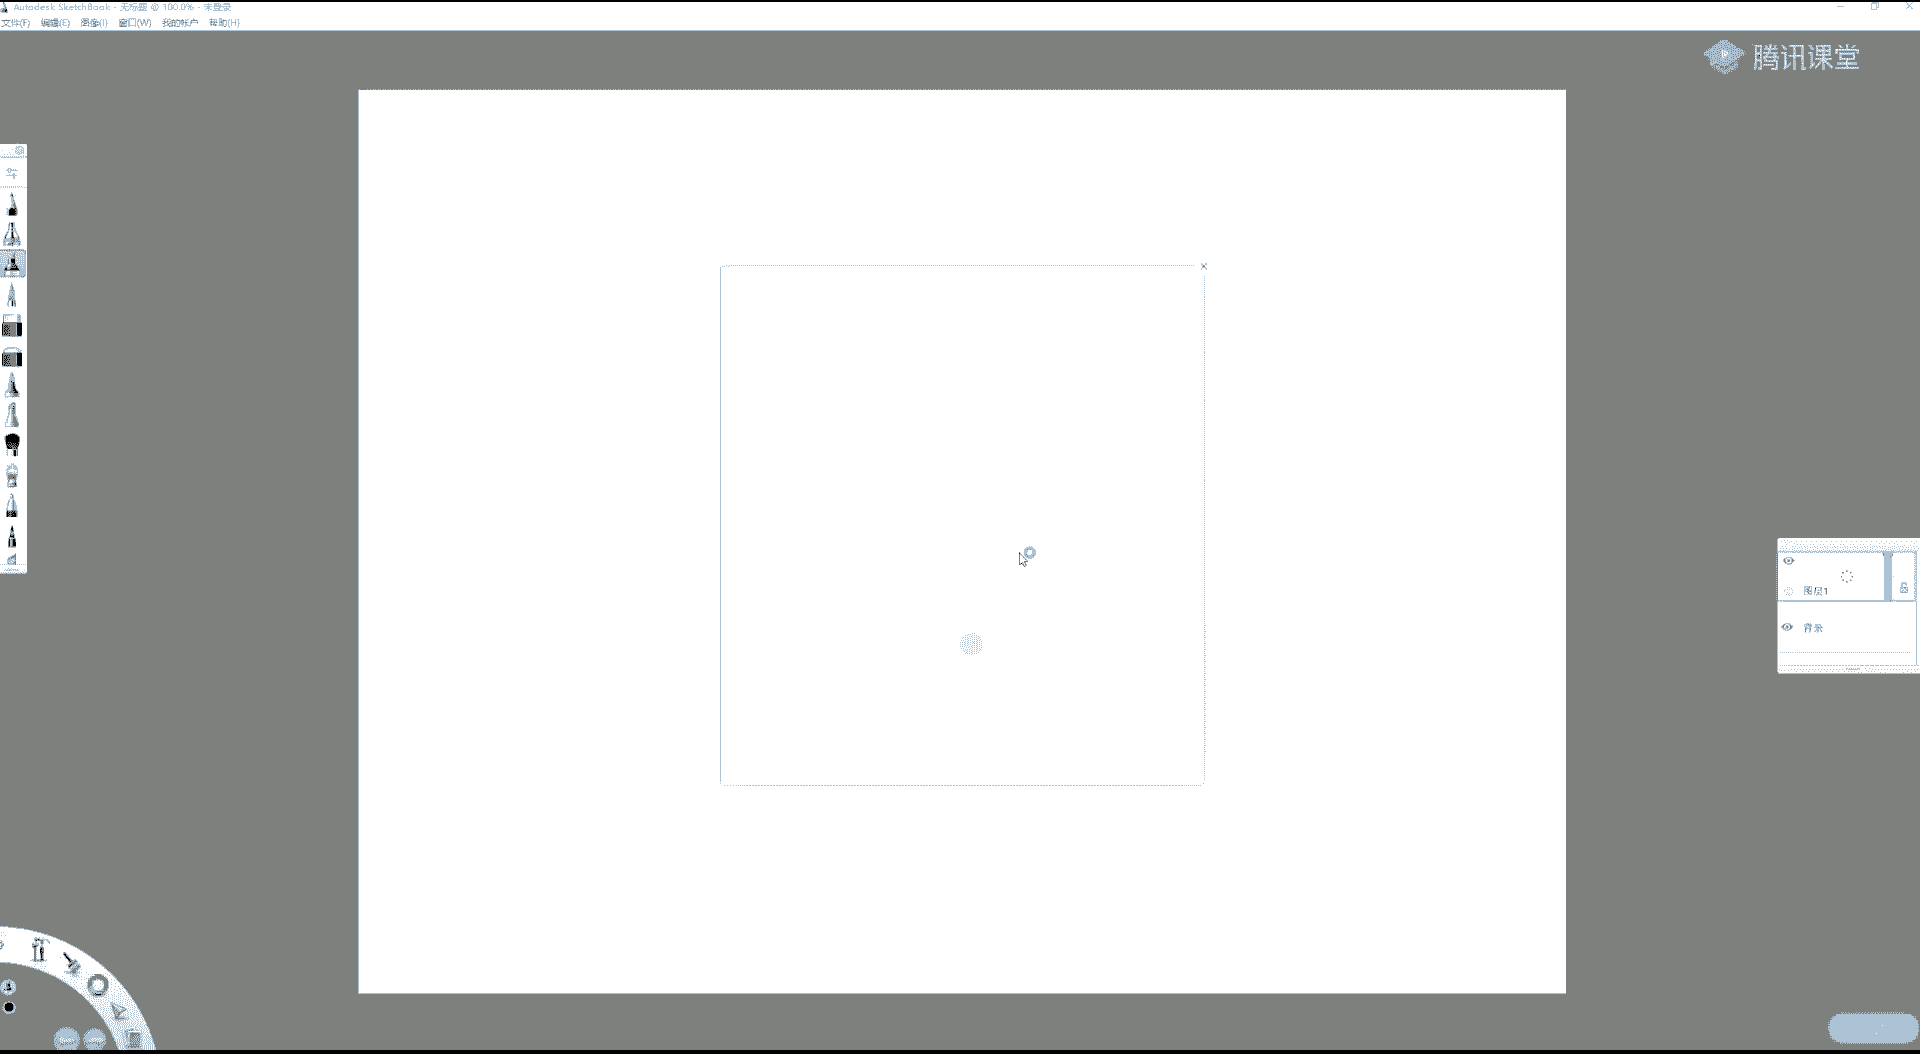 Autodesk SketchBook - 无标题 @ 100.0% - 未登录
文件(F) 编辑(E) 图像(I) 窗口(W) 我的帐户 帮助(H)
腾讯课堂
图层1
背景